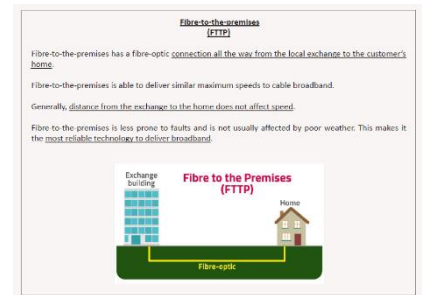 Fibre-to-the-premises
(FTTP)
Fibre-to-the-premises has a fibre-optic connection all the way from the local exchange to the customer's
home.
Fibre-to-the-premises is able to deliver similar maximum speeds to cable broadband.
Generally, distance from the exchange to the home does not affect speed.
Fibre-to-the-premises is less prone to faults and is not usually affected by poor weather. This makes it
the most reliable technology to deliver broadband.
Exchange
building
Fibre to the Premises
(FTTP)
Home
Fibre-optic